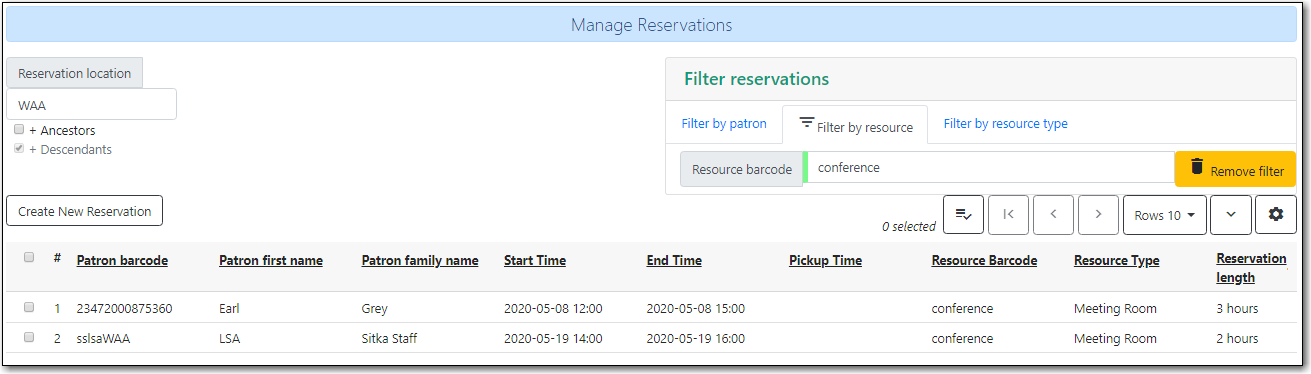 Manage Reservations
Reservation location
WAA
+ Ancestors
+ Descendants
Filter reservations
Filter by patron
Filter by resource
Filter by resource type
Resource barcode
conference
Remove filter
Create New Reservation
0 selected
Rows 10
# Patron barcode Patron first name Patron family name Start Time End Time Pickup Time Resource Barcode Resource Type Reservation length
1 23472000875360 Earl Grey 2020-05-08 12:00 2020-05-08 15:00 conference Meeting Room 3 hours
2 sslsaWAA LSA Sitka Staff 2020-05-19 14:00 2020-05-19 16:00 conference Meeting Room 2 hours